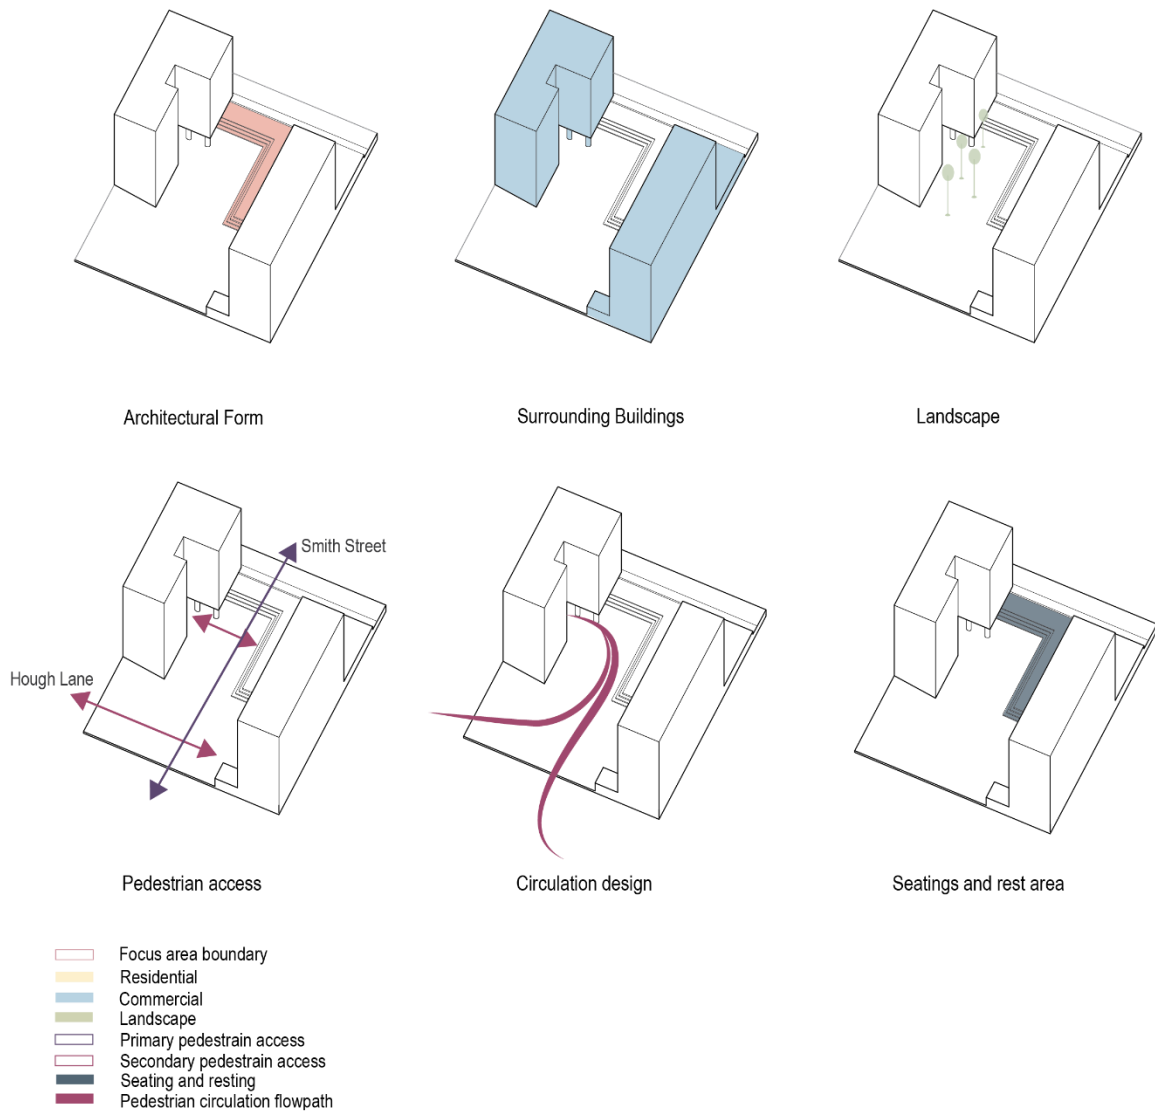 Architectural Form
Surrounding Buildings
Landscape
Smith Street
Hough Lane
Pedestrian access
Circulation design
Seatings and rest area
Focus area boundary
Residential
Commercial
Landscape
Primary pedestrain access
Secondary pedestrain access
Seating and resting
Pedestrian circulation flowpath